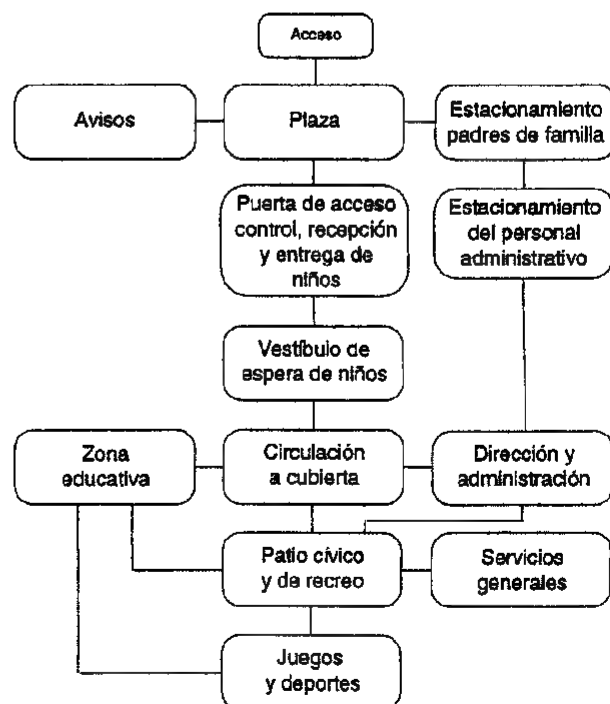 Acceso
Avisos
Plaza
Estacionamiento
padres de familia
Puerta de acceso
control, recepción
y entrega de
niños
Estacionamiento
del personal
administrativo
Vestíbulo de
espera de niños
Zona
educativa
Circulación
a cubierta
Dirección y
administración
Patio cívico
y de recreo
Servicios
generales
Juegos
y deportes